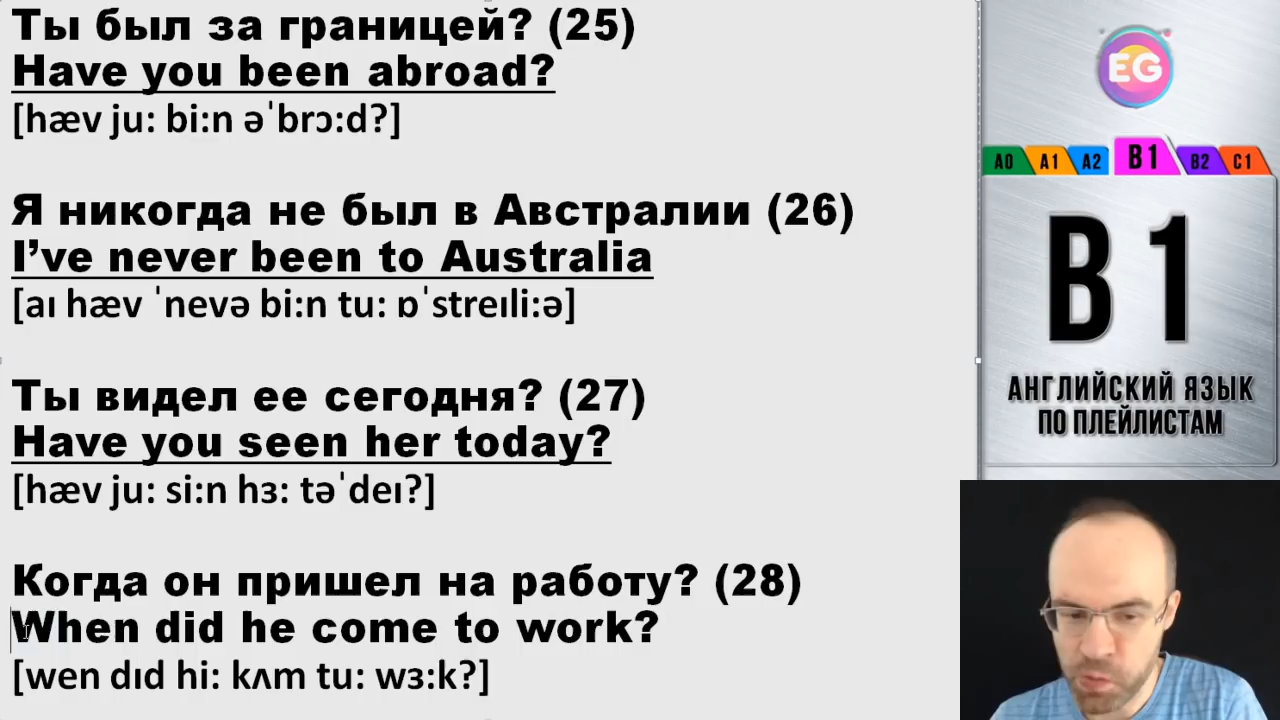 Ты был за границей? (25)
Have you been abroad?
[hæv ju: bi:n əˈbrɔ:d?]
Я никогда не был в Австралии (26)
I’ve never been to Australia
[aɪ hæv ˈnevə bi:n tu: ɒˈstreɪli:ə]
Ты видел ее сегодня? (27)
Have you seen her today?
[hæv ju: si:n hɜ: təˈdeɪ?]
Когда он пришел на работу? (28)
When did he come to work?
[wen dɪd hi: kʌm tu: wɜ:k?]
EG
A0 A1 A2 B1 B2 C1
B1
АНГЛИЙСКИЙ ЯЗЫК
ПО ПЛЕЙЛИСТАМ